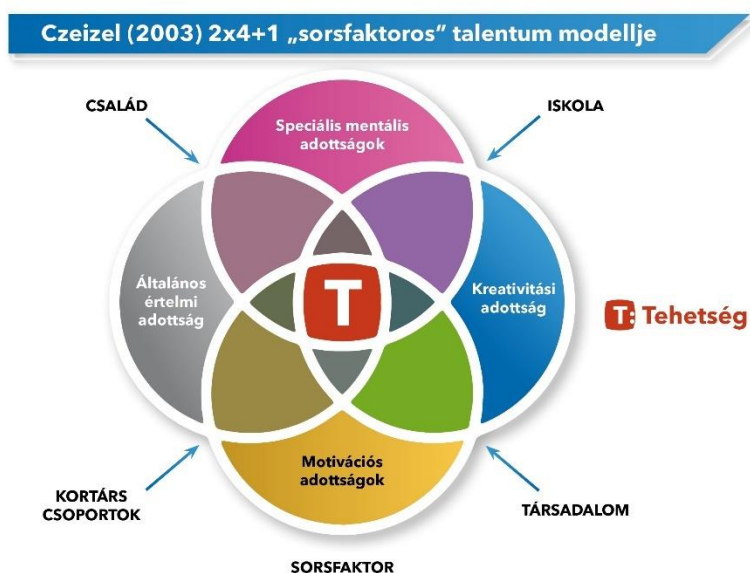 Czeizel (2003) 2x4+1 „sorsfaktoros” talentum modellje
CSALÁD
ISKOLA
Speciális mentális
adottságok
Általános
értelmi
adottság
T
Kreativitási
adottság
T: Tehetség
Motivációs
adottságok
KORTÁRS
CSOPORTOK
TÁRSADALOM
SORSFAKTOR